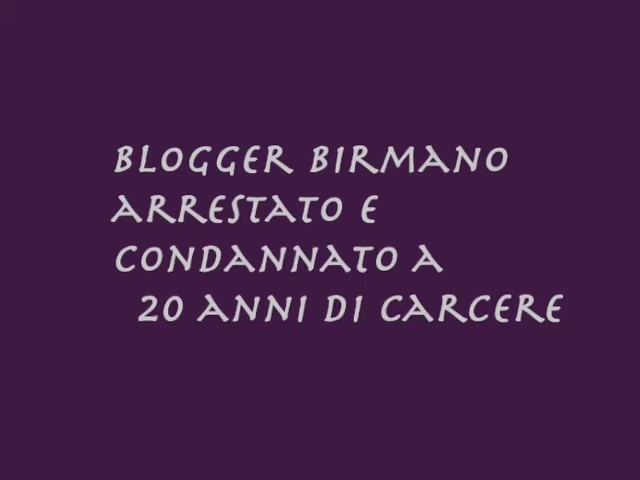 BLOGGER BIRMANO
ARRESTATO E
CONDANNATO A
20 ANNI DI CARCERE